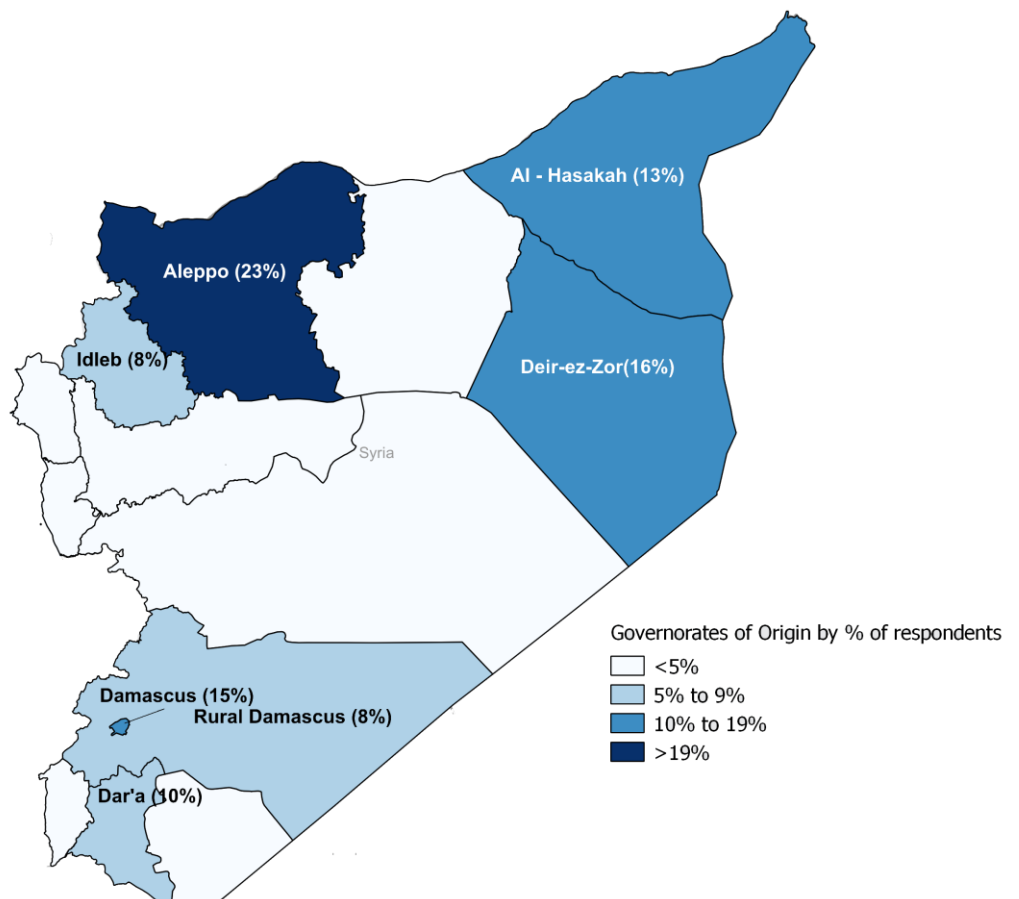 Al - Hasakah (13%)
Aleppo (23%)
Idleb (8%)
Deir-ez-Zor(16%)
Syria
Governorates of Origin by % of respondents
<5%
5% to 9%
10% to 19%
>19%
Damascus (15%)
Rural Damascus (8%)
Dar'a (10%)